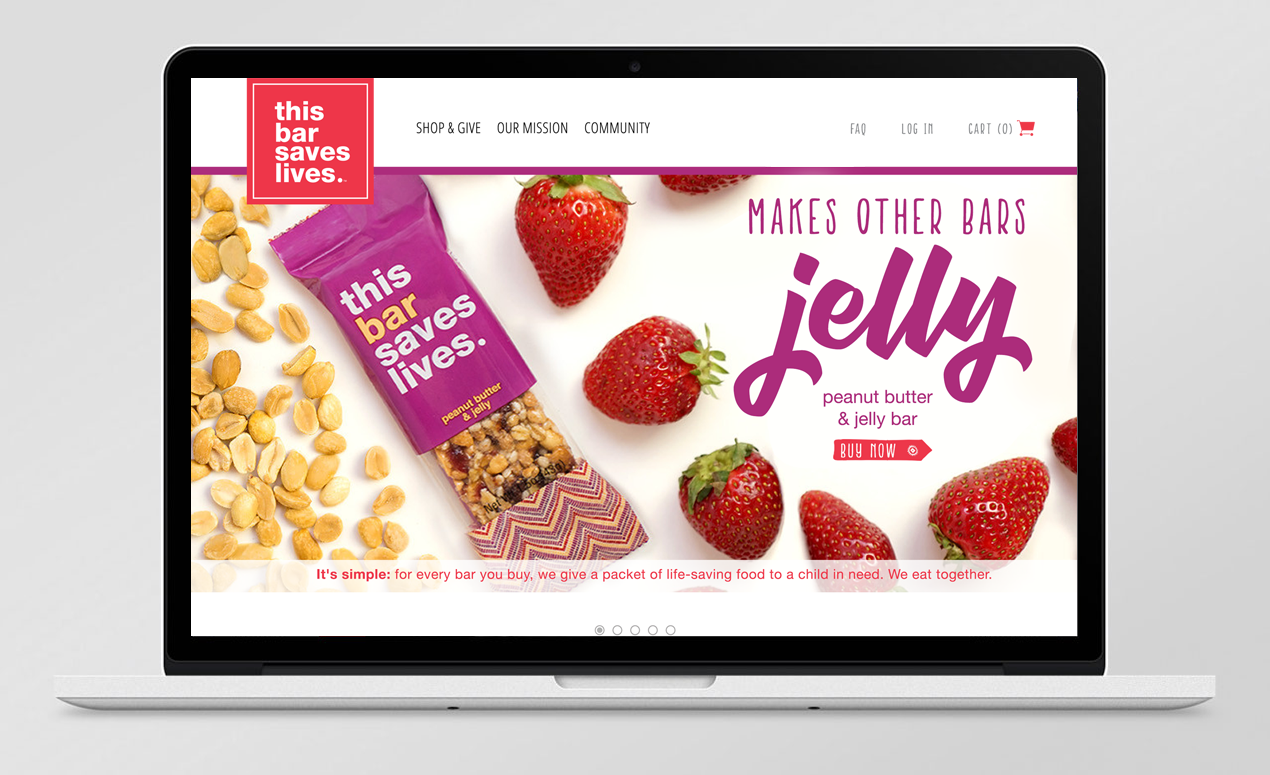 this
bar
saves
lives.
SHOP & GIVE OUR MISSION COMMUNITY
FAQ LOG IN CART (0)
this
bar
saves
lives.
peanut butter
& jelly
MAKES OTHER BARS
jelly
peanut butter
& jelly bar
BUY NOW
It's simple: for every bar you buy, we give a packet of life-saving food to a child in need. We eat together.